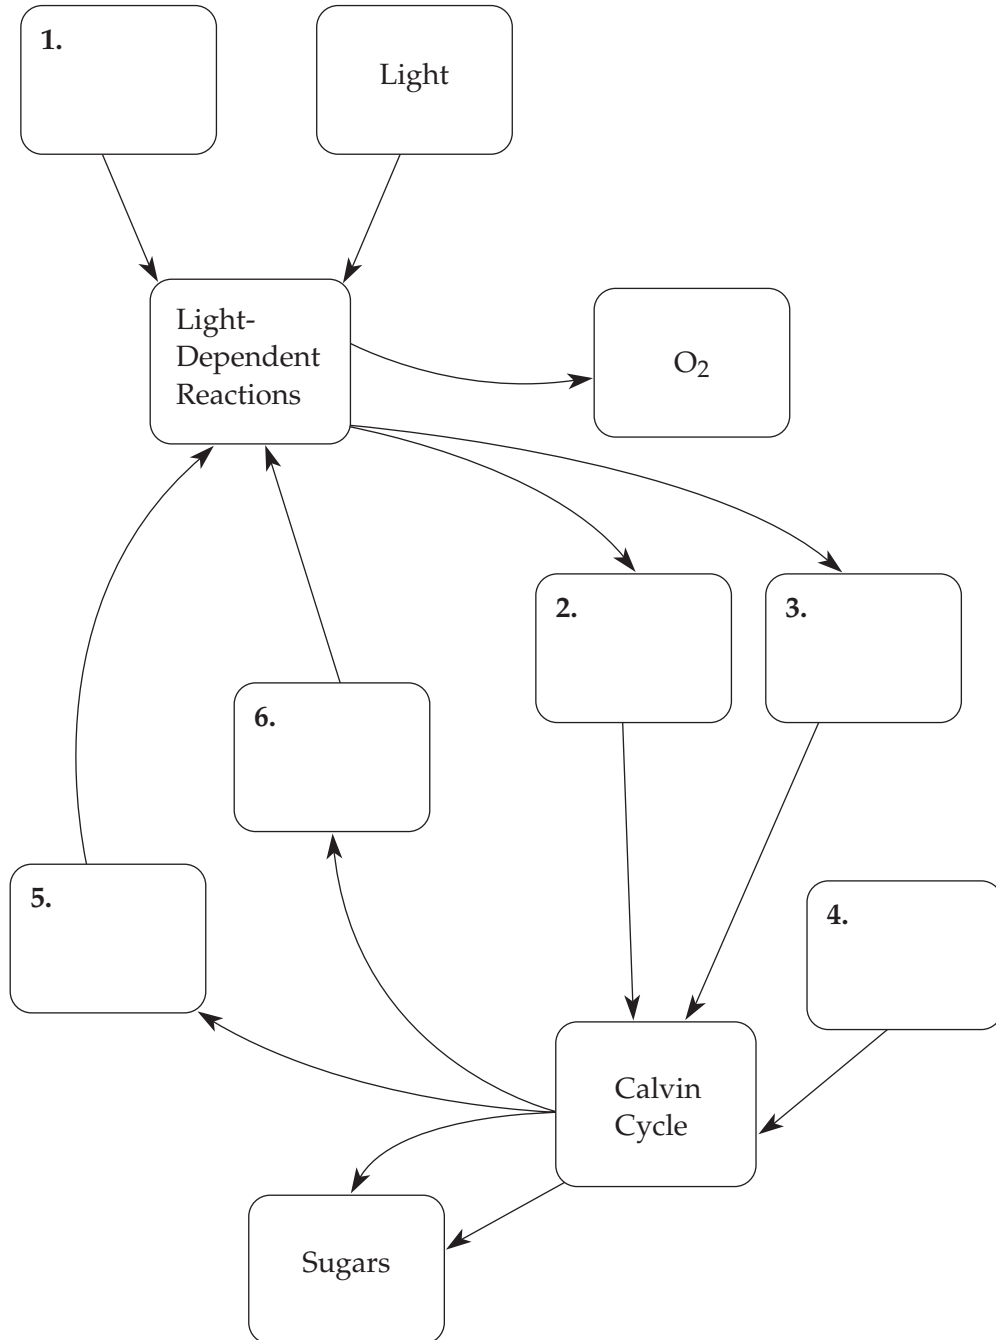 1.
Light
Light-
Dependent
Reactions
O₂
2.
3.
6.
5.
4.
Calvin
Cycle
Sugars